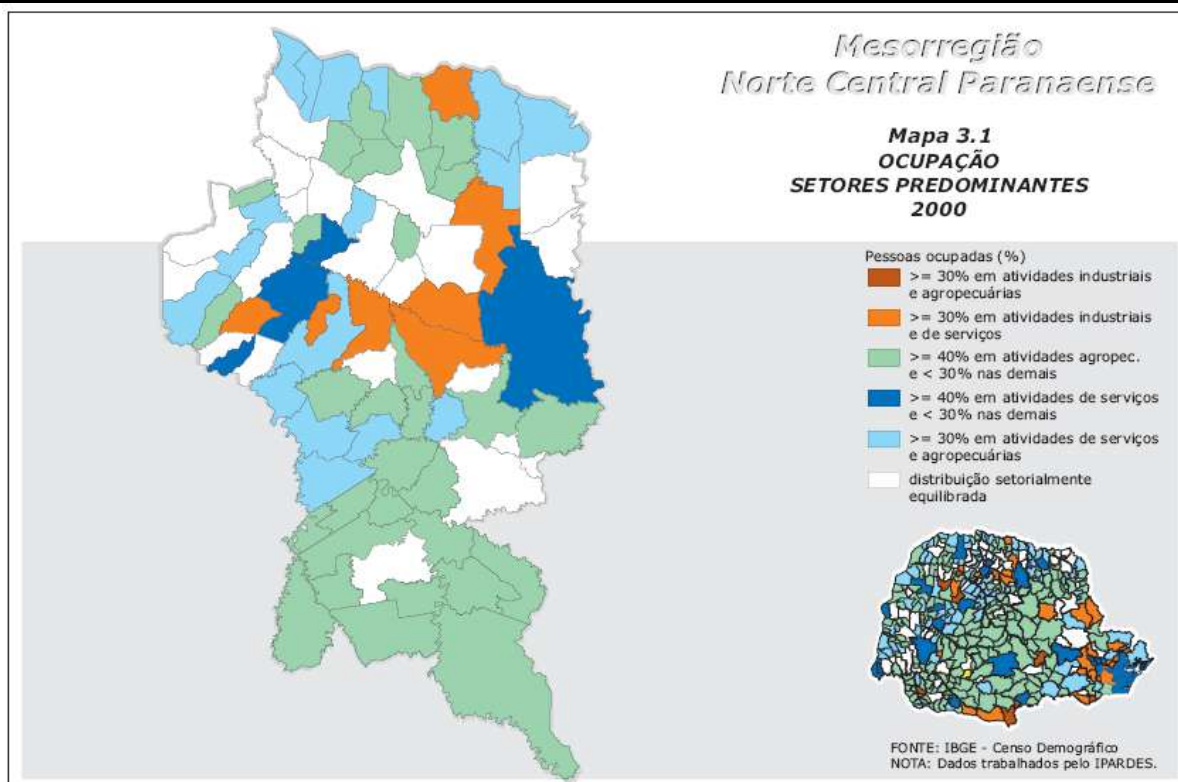 Mesorregião
Norte Central Paranaense
Mapa 3.1
OCUPAÇÃO
SETORES PREDOMINANTES
2000
Pessoas ocupadas (%)
>= 30% em atividades industriais
e agropecuárias
>= 30% em atividades industriais
e de serviços
>= 40% em atividades agropec.
e < 30% nas demais
>= 40% em atividades de serviços
e < 30% nas demais
>= 30% em atividades de serviços
e agropecuárias
distribuição setorialmente
equilibrada
FONTE: IBGE - Censo Demográfico
NOTA: Dados trabalhados pelo IPARDES.